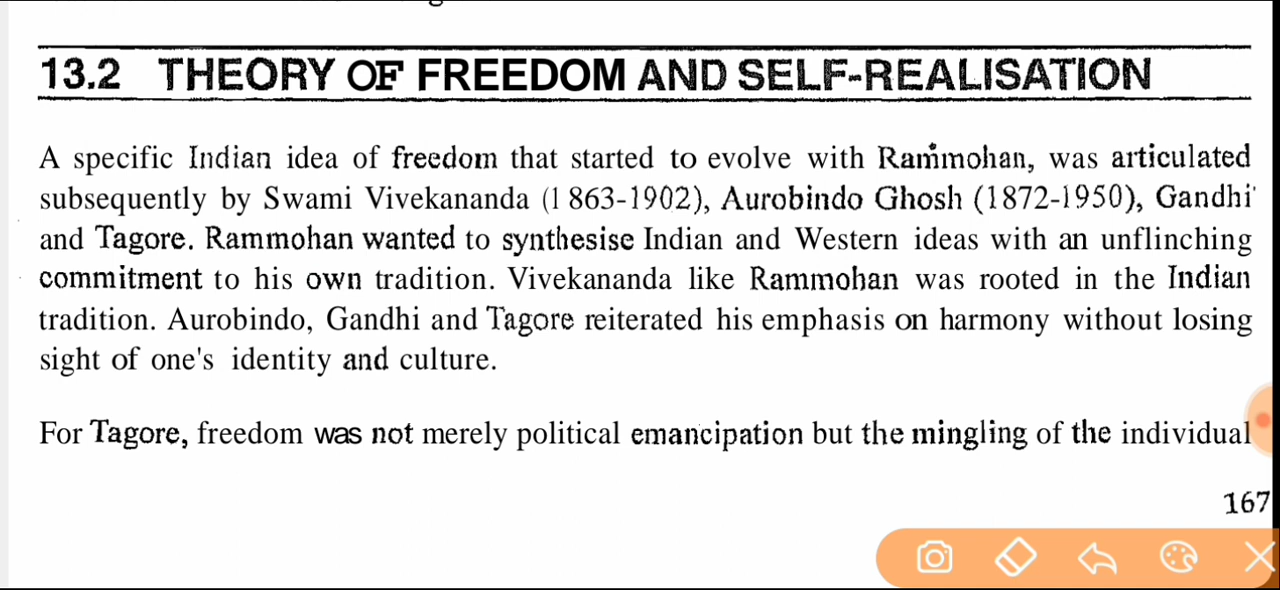 13.2 THEORY OF FREEDOM AND SELF-REALISATION
A specific Indian idea of freedom that started to evolve with Rammohan, was articulated
subsequently by Swami Vivekananda (1 863-1902), Aurobindo Ghosh (1872-1950), Gandhi
and Tagore. Rammohan wanted to synthesise Indian and Western ideas with an unflinching
commitment to his own tradition. Vivekananda like Rammohan was rooted in the Indian
tradition. Aurobindo, Gandhi and Tagore reiterated his emphasis on harmony without losing
sight of one's identity and culture.
For Tagore, freedom was not merely political emancipation but the mingling of the individual
167